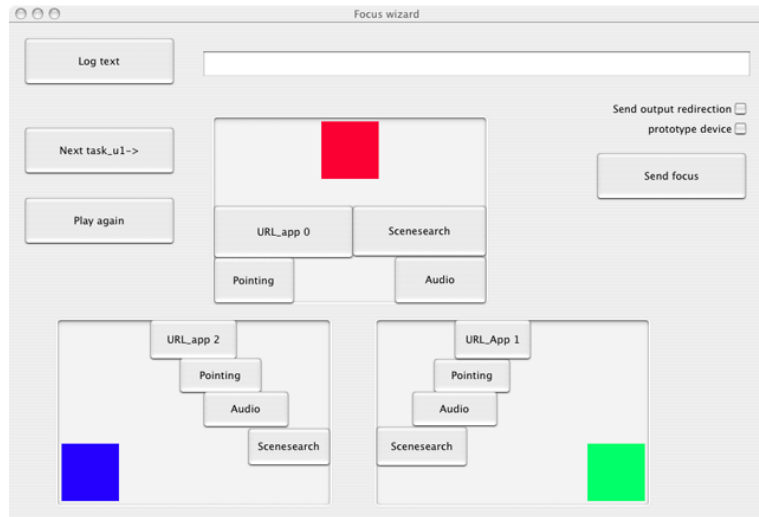 Focus wizard
Log text
Send output redirection
prototype device
Next task_u1->
Send focus
Play again
URL_app 0
Scenesearch
Pointing
Audio
URL_app 2
Pointing
Audio
Scenesearch
URL_App 1
Pointing
Audio
Scenesearch